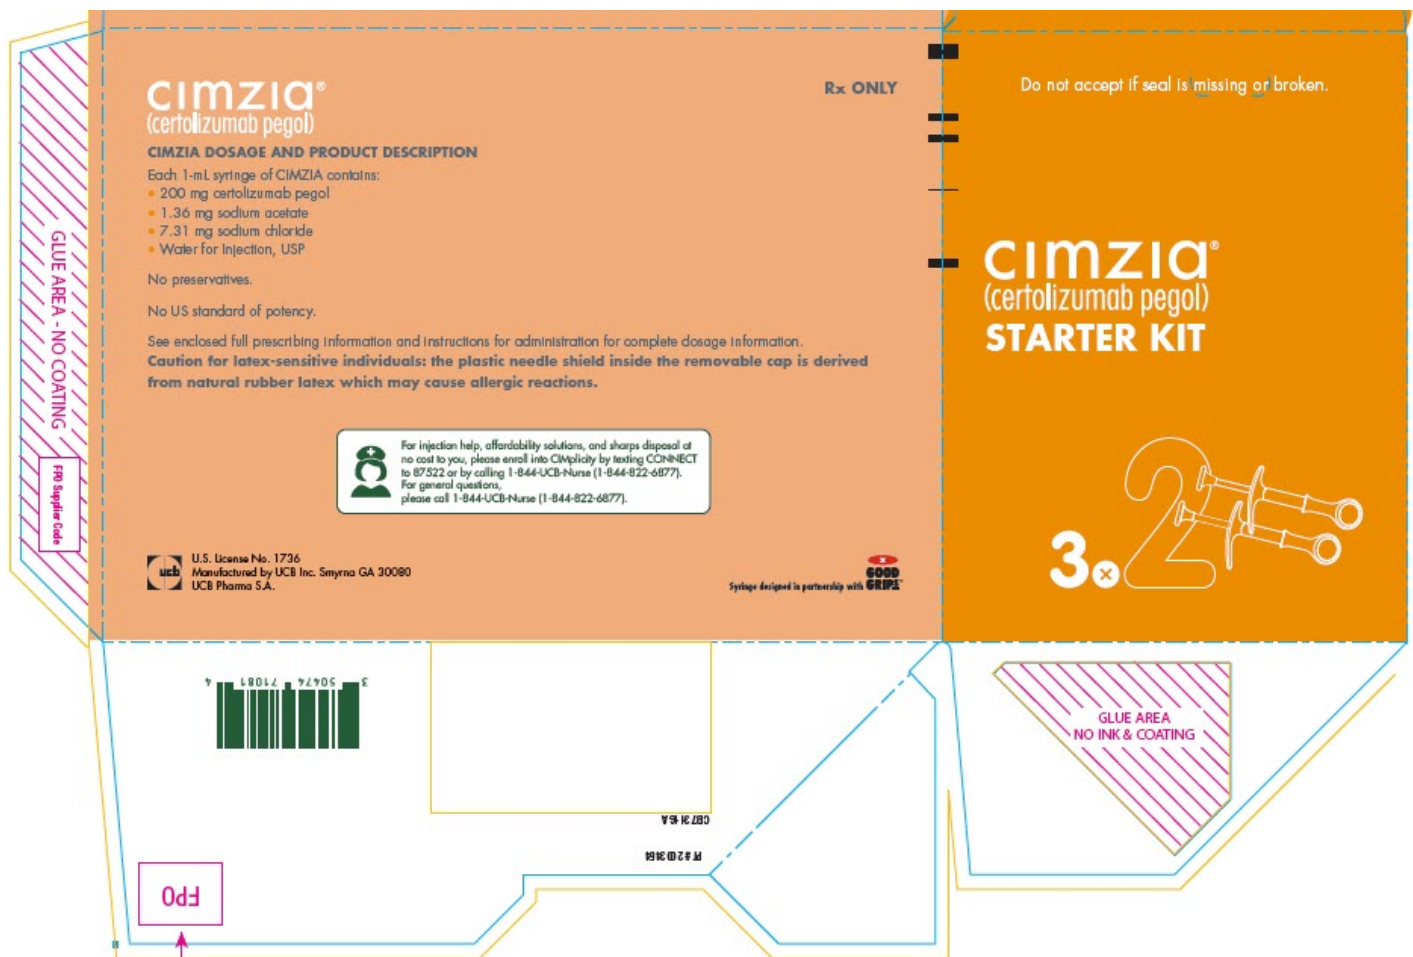 cimzia®
(certolizumab pegol)
Rx ONLY
CIMZIA DOSAGE AND PRODUCT DESCRIPTION
Each 1-mL syringe of CIMZIA contains:
• 200 mg certolizumab pegol
• 1.36 mg sodium acetate
• 7.31 mg sodium chloride
• Water for Injection, USP
No preservatives.
No US standard of potency.
See enclosed full prescribing information and instructions for administration for complete dosage information.
Caution for latex-sensitive individuals: the plastic needle shield inside the removable cap is derived
from natural rubber latex which may cause allergic reactions.
For injection help, affordability solutions, and sharps disposal at
no cost to you, please enroll into CIMplicity by texting CONNECT
to 87522 or by calling 1-844-UCB-Nurse (1-844-822-6877).
For general questions,
please call 1-844-UCB-Nurse (1-844-822-6877).
ucb
U.S. License No. 1736
Manufactured by UCB Inc. Smyrna GA 30080
UCB Pharma S.A.
Syringe designed in partnership with
GOOD
GRIPS™
GLUE AREA - NO COATING
FPO Supplier Code
Do not accept if seal is missing or broken.
cimzia®
(certolizumab pegol)
STARTER KIT
3x2
3 50474 71081 4
GLUE AREA
NO INK & COATING
CB73116A
FPO